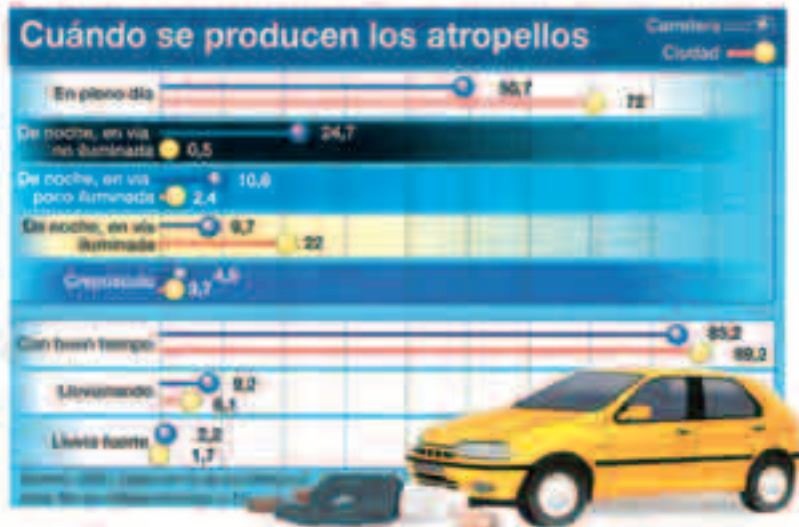 Cuándo se producen los atropellos
Carretera
Ciudad
En pleno día
50,7
72
De noche, en vía
no iluminada
24,7
0,5
De noche, en vía
poco iluminada
10,6
2,4
De noche, en vía
iluminada
9,7
22
Crepúsculo
4,5
3,7
Con buen tiempo
89,2
Lloviznando
9,2
6,1
Lluvia fuerte
2,2
1,7